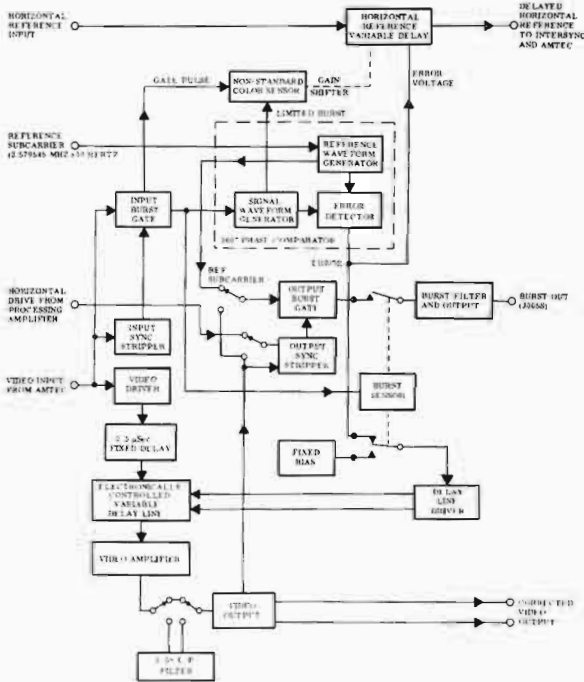 HORIZONTAL
REFERENCE
INPUT
HORIZONTAL
REFERENCE
VARIABLE DELAY
DELAYED
HORIZONTAL
REFERENCE
TO INTERSYNC
AND AMTEC
GATE PULSE
NON-STANDARD
COLOR SENSOR
GAIN
SHIFTER
ERROR
VOLTAGE
LIMITED BURST
REFERENCE
SUBCARRIER
HERTZ
REFERENCE
WAVEFORM
GENERATOR
INPUT
BURST
GATE
SIGNAL
WAVEFORM
GENERATOR
ERROR
DETECTOR
PHASE COMPARATOR
ERROR
REF
SUBCARRIER
HORIZONTAL
DRIVE FROM
PROCESSING
AMPLIFIER
OUTPUT
BURST
GATE
BURST FILTER
AND OUTPUT
BURST OUT
INPUT
SYNC
STRIPPER
OUTPUT
SYNC
STRIPPER
VIDEO INPUT
FROM AMTEC
VIDEO
DRIVER
BURST
SENSOR
FIXED DELAY
FIXED
BIAS
ELECTRONICALLY
CONTROLLED
VARIABLE
DELAY LINE
DELAY
LINE
DRIVER
VIDEO AMPLIFIER
VIDEO
OUTPUT
CORRECTED
VIDEO
OUTPUT
FILTER